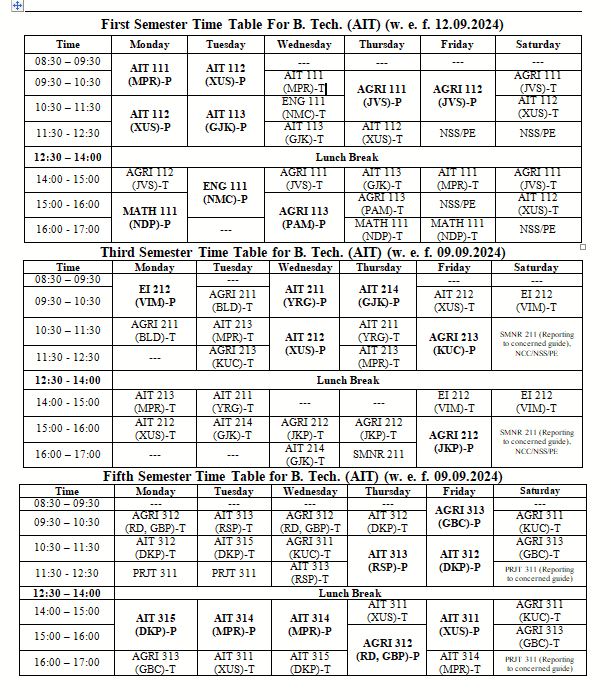 First Semester Time Table For B. Tech. (AIT) (w. e. f. 12.09.2024)
Time Monday Tuesday Wednesday Thursday Friday Saturday
08:30 – 09:30 AIT 111 (MPR)-P AIT 112 (XUS)-P --- --- --- ---
09:30 – 10:30 AIT 111 (MPR)-T AGRI 111 (JVS)-P AGRI 112 (JVS)-P AGRI 111 (JVS)-T
10:30 – 11:30 AIT 112 (XUS)-P AIT 113 (GJK)-P ENG 111 (NMC)-T AIT 112 (XUS)-T
11:30 - 12:30 AIT 113 (GJK)-T AIT 112 (XUS)-T NSS/PE NSS/PE
12:30 – 14:00 Lunch Break
14:00 - 15:00 AGRI 112 (JVS)-T ENG 111 (NMC)-P AGRI 111 (JVS)-T AIT 113 (GJK)-T AIT 111 (MPR)-T AGRI 111 (JVS)-T
15:00 – 16:00 MATH 111 (NDP)-P AGRI 113 (PAM)-P AGRI 113 (PAM)-T NSS/PE AIT 112 (XUS)-T
16:00 - 17:00 --- MATH 111 (NDP)-T MATH 111 (NDP)-T NSS/PE
Third Semester Time Table for B. Tech. (AIT) (w. e. f. 09.09.2024)
Time Monday Tuesday Wednesday Thursday Friday Saturday
08:30 – 09:30 EI 212 (VIM)-P --- AIT 211 (YRG)-P AIT 214 (GJK)-P --- ---
09:30 – 10:30 AGRI 211 (BLD)-T AIT 212 (XUS)-T EI 212 (VIM)-T
10:30 – 11:30 AGRI 211 (BLD)-T AIT 213 (MPR)-T AIT 212 (XUS)-P AIT 211 (YRG)-T AGRI 213 (KUC)-P SMNR 211 (Reporting to concerned guide), NCC/NSS/PE
11:30 – 12:30 --- AGRI 213 (KUC)-T AIT 213 (MPR)-T
12:30 – 14:00 Lunch Break
14:00 - 15:00 AIT 213 (MPR)-T AIT 211 (YRG)-T --- --- EI 212 (VIM)-T EI 212 (VIM)-T
15:00 – 16:00 AIT 212 (XUS)-T AIT 214 (GJK)-T AGRI 212 (JKP)-T AGRI 212 (JKP)-T AGRI 212 (JKP)-P SMNR 211 (Reporting to concerned guide), NCC/NSS/PE
16:00 – 17:00 --- --- AIT 214 (GJK)-T SMNR 211
Fifth Semester Time Table for B. Tech. (AIT) (w. e. f. 09.09.2024)
Time Monday Tuesday Wednesday Thursday Friday Saturday
08:30 – 09:30 --- --- --- --- AGRI 313 (GBC)-P ---
09:30 – 10:30 AGRI 312 (RD, GBP)-T AIT 313 (RSP)-T AGRI 312 (RD, GBP)-T AIT 312 (DKP)-T AGRI 311 (KUC)-T
10:30 – 11:30 AIT 312 (DKP)-T AIT 315 (DKP)-T AGRI 311 (KUC)-T AIT 313 (RSP)-P AIT 312 (DKP)-P AGRI 313 (GBC)-T
11:30 - 12:30 PRJT 311 PRJT 311 AIT 313 (RSP)-T PRJT 311 (Reporting to concerned guide)
12:30 – 14:00 Lunch Break
14:00 – 15:00 AIT 315 (DKP)-P AIT 314 (MPR)-P AIT 314 (MPR)-P AIT 311 (XUS)-T AIT 311 (XUS)-P AGRI 311 (KUC)-T
15:00 – 16:00 AGRI 312 (RD, GBP)-P AGRI 313 (GBC)-T
16:00 – 17:00 AGRI 313 (GBC)-T AIT 311 (XUS)-T AIT 315 (DKP)-T AIT 314 (MPR)-T PRJT 311 (Reporting to concerned guide)